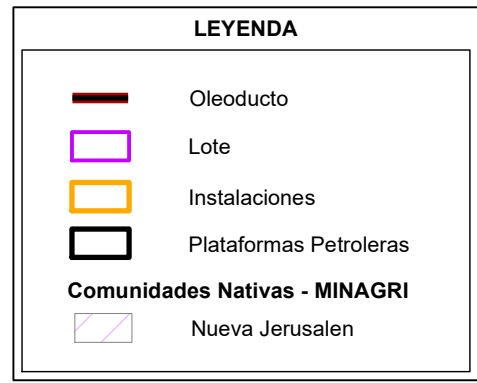 LEYENDA
Oleoducto
Lote
Instalaciones
Plataformas Petroleras
Comunidades Nativas - MINAGRI
Nueva Jerusalen